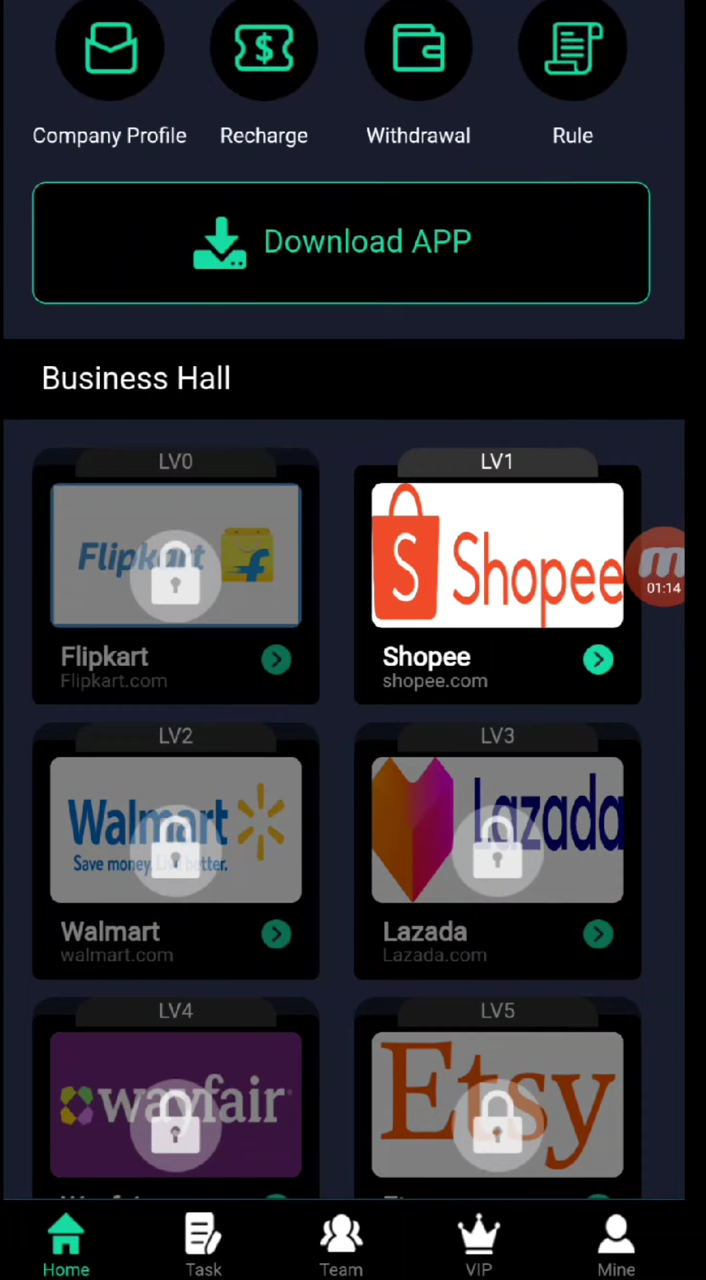 Company Profile Recharge Withdrawal Rule
Download APP
Business Hall
LV0 LV1
Flipkart
S Shopee
01:14
Flipkart Shopee
Flipkart.com shopee.com
LV2 LV3
Walmart Lazada
Save money. Live better.
Walmart Lazada
walmart.com Lazada.com
LV4 LV5
wayfair Etsy
Home Task Team VIP Mine